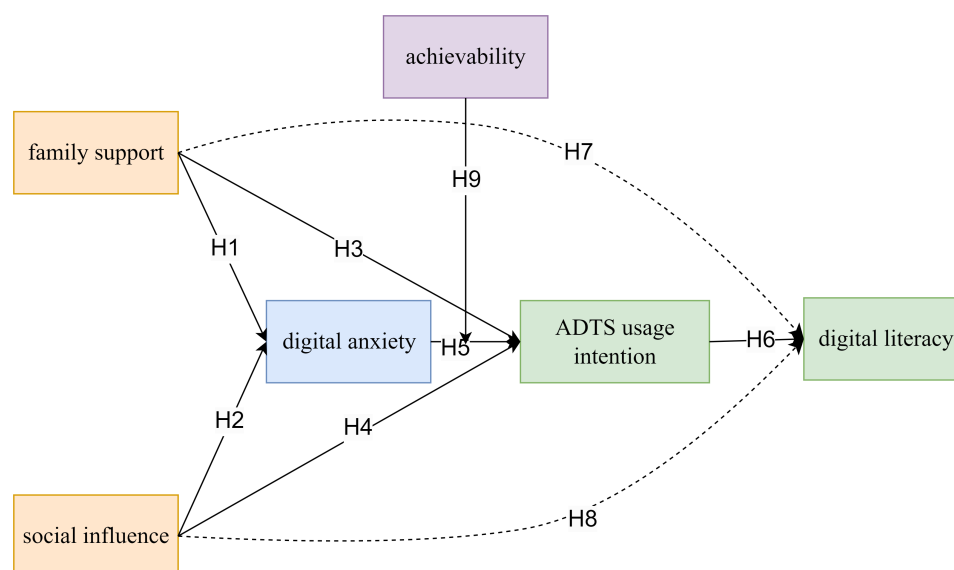 achievability
family support
H7
H9
H1
H3
digital anxiety
H5
ADTS usage
intention
H6
digital literacy
H2
H4
social influence
H8